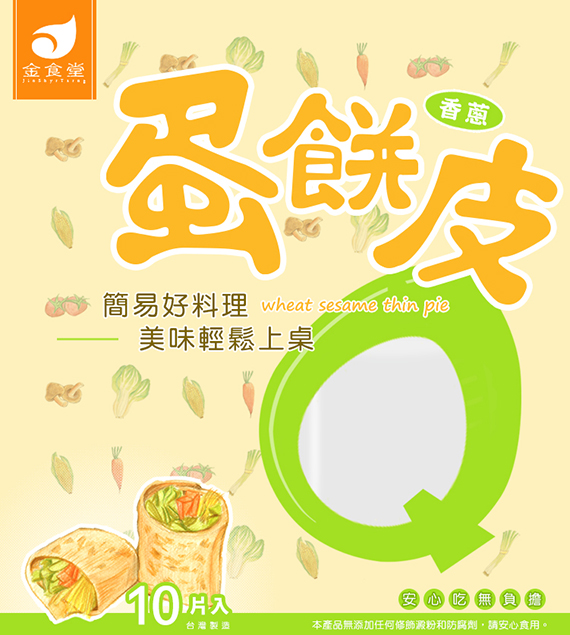 金食堂
JinShyrTarng
蛋餅皮
香蔥
簡易好料理
wheat sesame thin pie
美味輕鬆上桌
Q
10片入
台灣製造
安心吃無負擔
本產品無添加任何修飾澱粉和防腐劑，請安心食用。